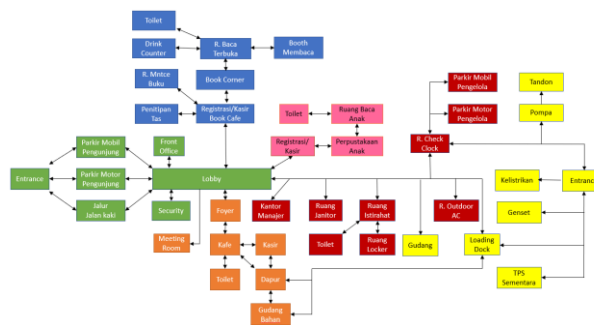 Toilet
Drink
Counter
R. Baca
Terbuka
Booth
Membaca
R. Mntce
Buku
Book Corner
Penitipan
Tas
Registrasi/Kasir
Book Cafe
Toilet
Ruang Baca
Anak
Registrasi/
Kasir
Perpustakaan
Anak
Parkir Mobil
Pengelola
Parkir Motor
Pengelola
R. Check
Clock
Tandon
Pompa
Parkir Mobil
Pengunjung
Front
Office
Entrance
Parkir Motor
Pengunjung
Lobby
Jalur
Jalan kaki
Security
Kelistrikan
Entrance
Genset
TPS
Sementara
Foyer
Kantor
Manajer
Ruang
Janitor
Ruang
Istirahat
R. Outdoor
AC
Meeting
Room
Kafe
Kasir
Toilet
Ruang
Locker
Gudang
Loading
Dock
Toilet
Dapur
Gudang
Bahan